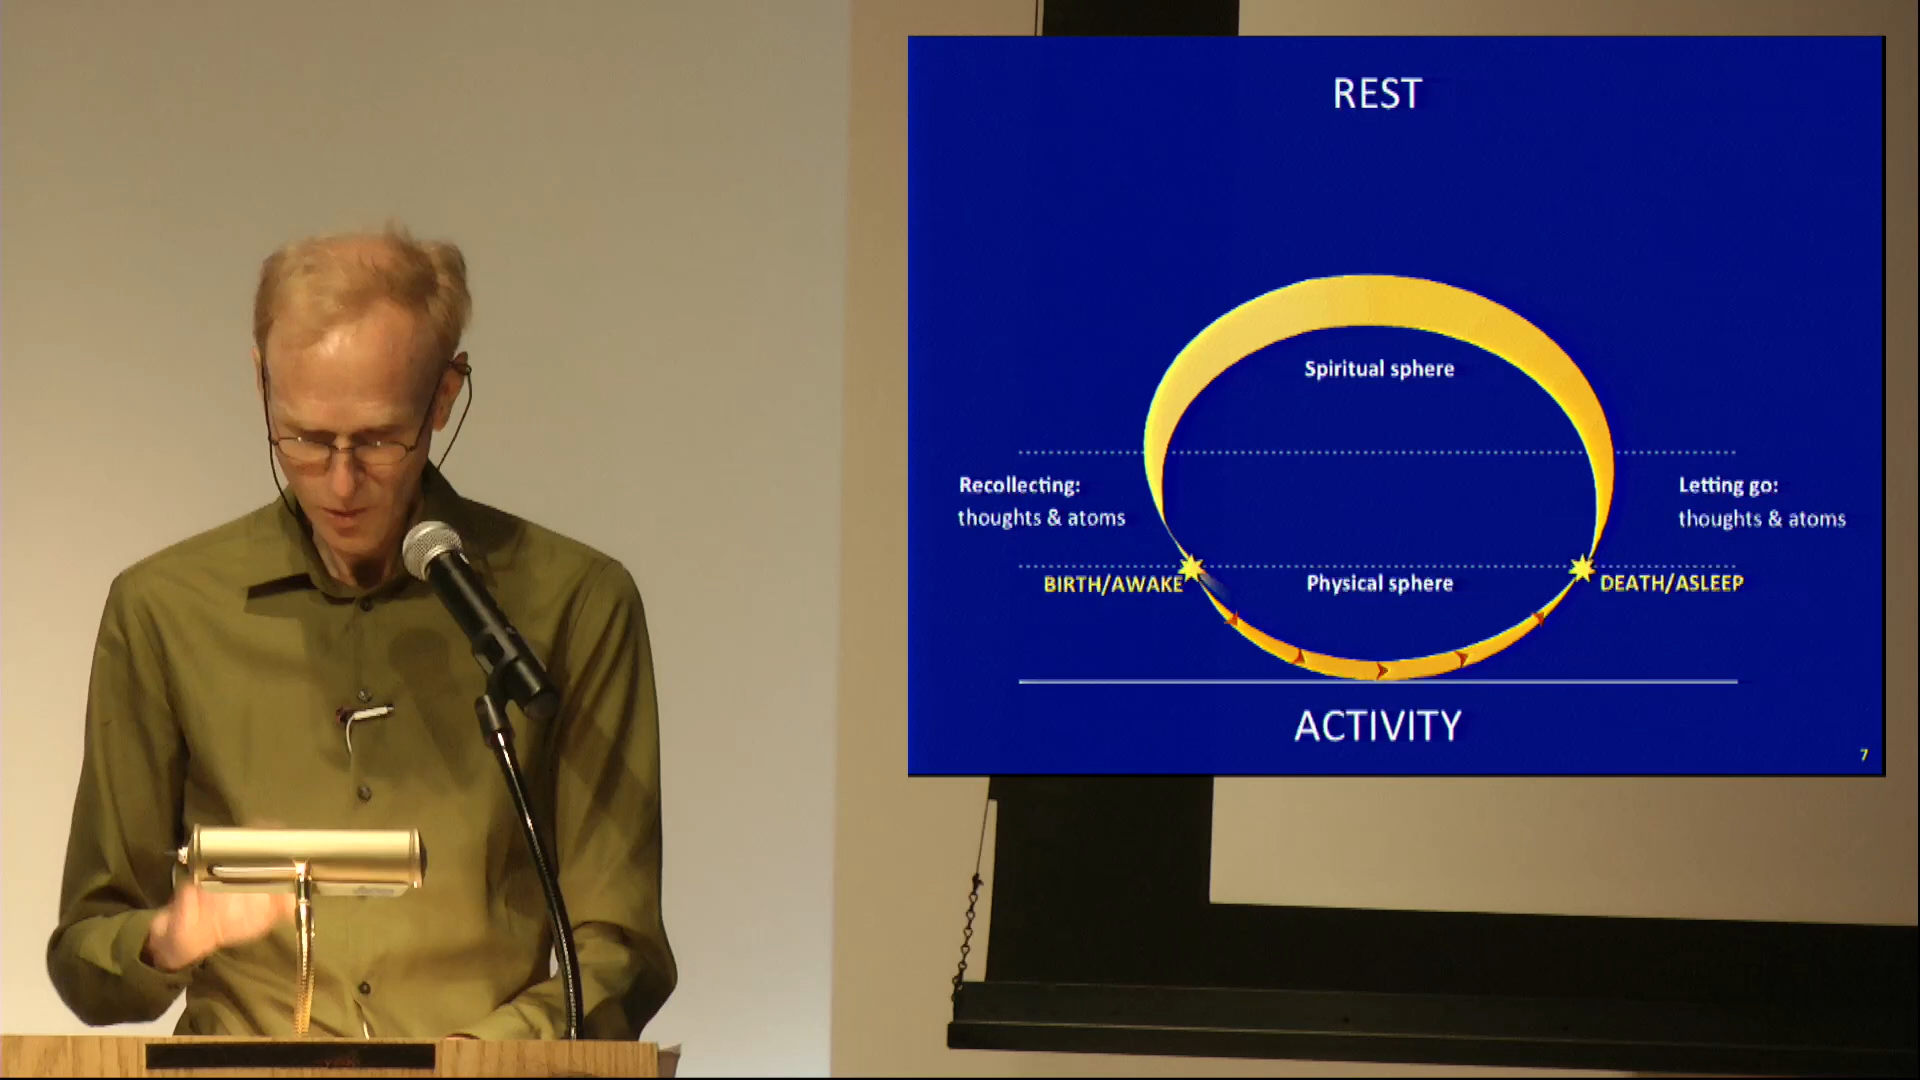 REST
Spiritual sphere
Recollecting:
thoughts & atoms
Letting go:
thoughts & atoms
BIRTH/AWAKE
Physical sphere
DEATH/ASLEEP
ACTIVITY
7